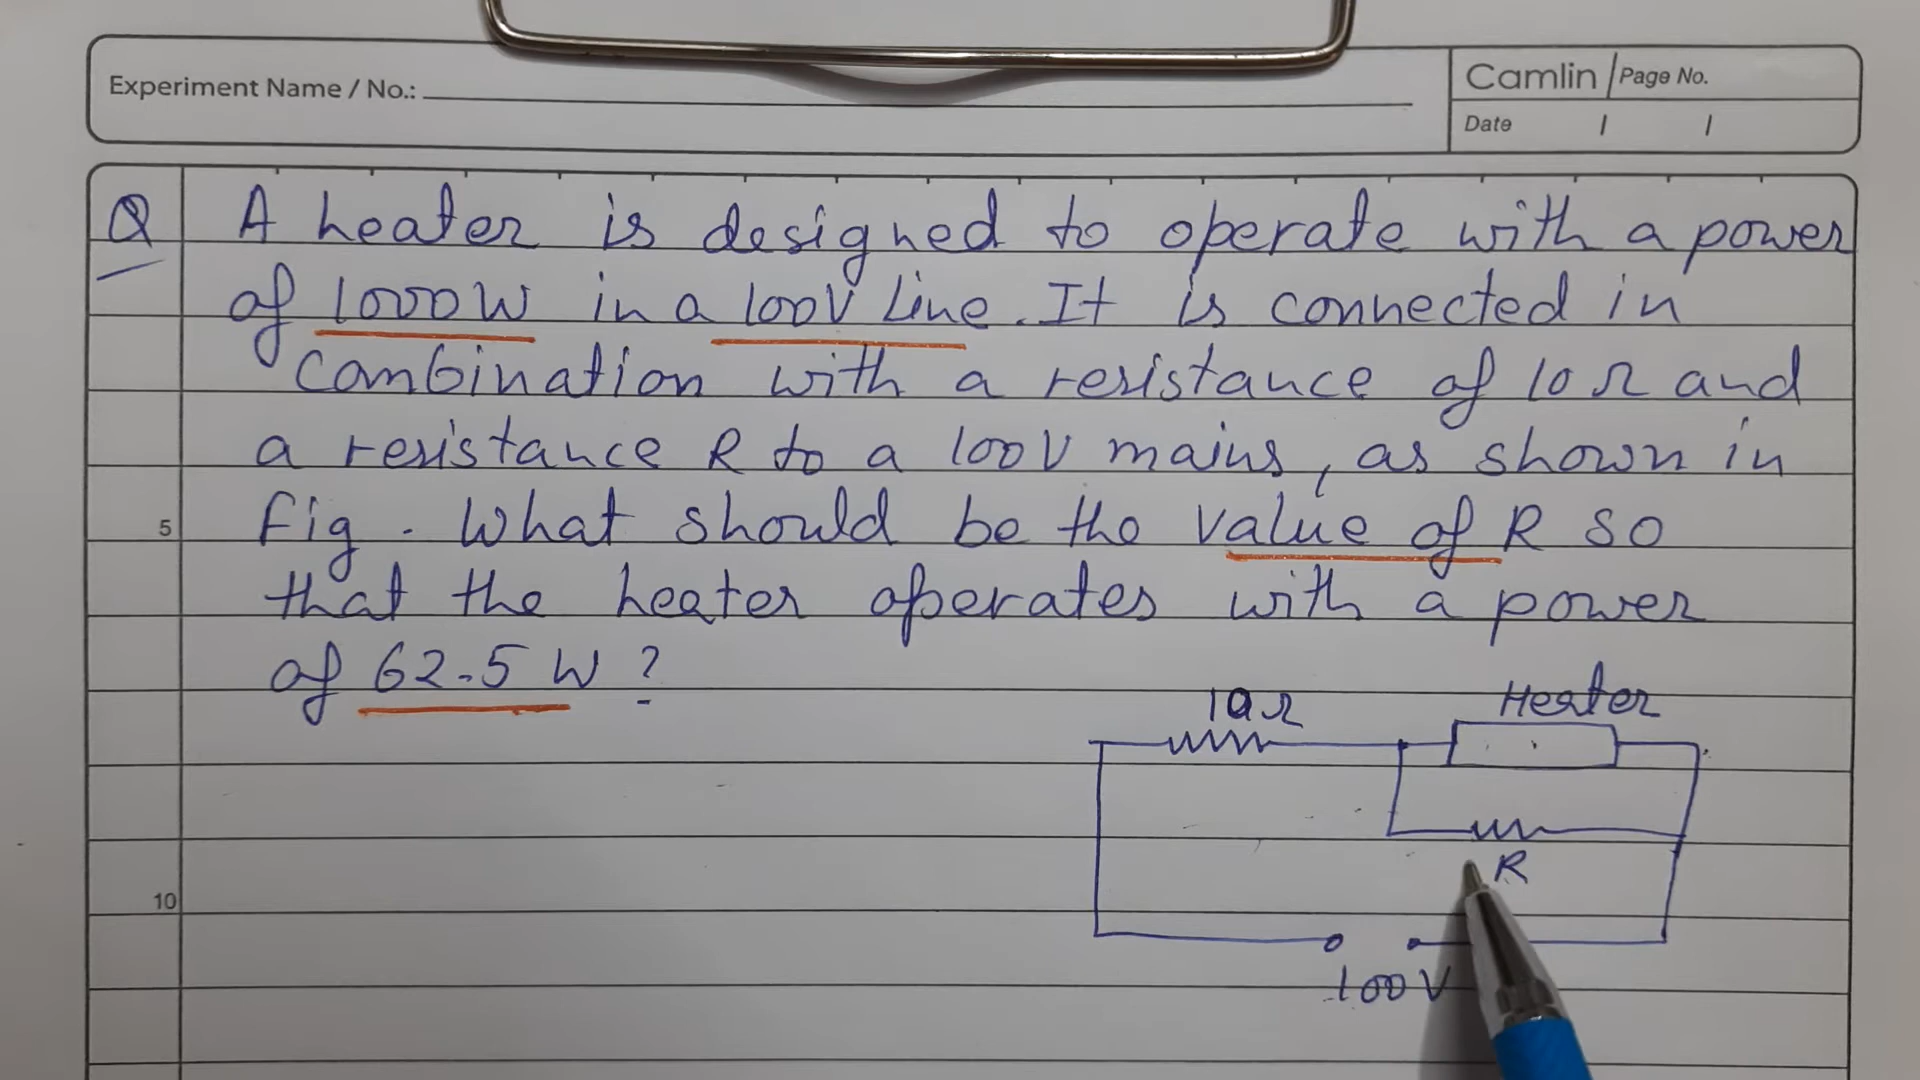 Experiment Name / No.:
Camlin / Page No.
Date / /
Q A heater is designed to operate with a power
of 1000W in a 100V Line. It is connected in
combination with a resistance of 10Ω and
a resistance R to a 100V mains, as shown in
Fig. What should be the value of R so
5
that the heater operates with a power
of 62.5 W ?
10Ω Heater
R
10
100V